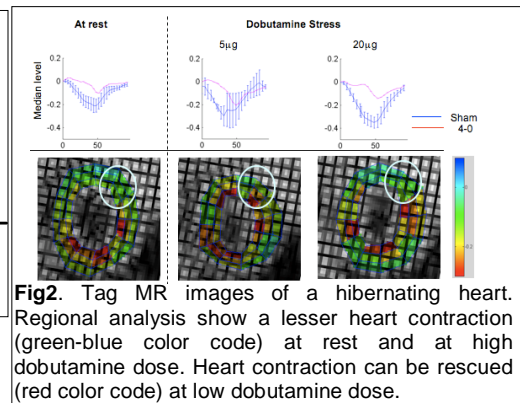 At rest
Dobutamine Stress
5µg
20µg
Median level
0.2
0
-0.2
-0.4
0
50
0.2
0
-0.2
-0.4
0
50
0.2
0
-0.2
-0.4
0
50
Sham
4-0
0
-0.2
Fig2. Tag MR images of a hibernating heart.
Regional analysis show a lesser heart contraction
(green-blue color code) at rest and at high
dobutamine dose. Heart contraction can be rescued
(red color code) at low dobutamine dose.